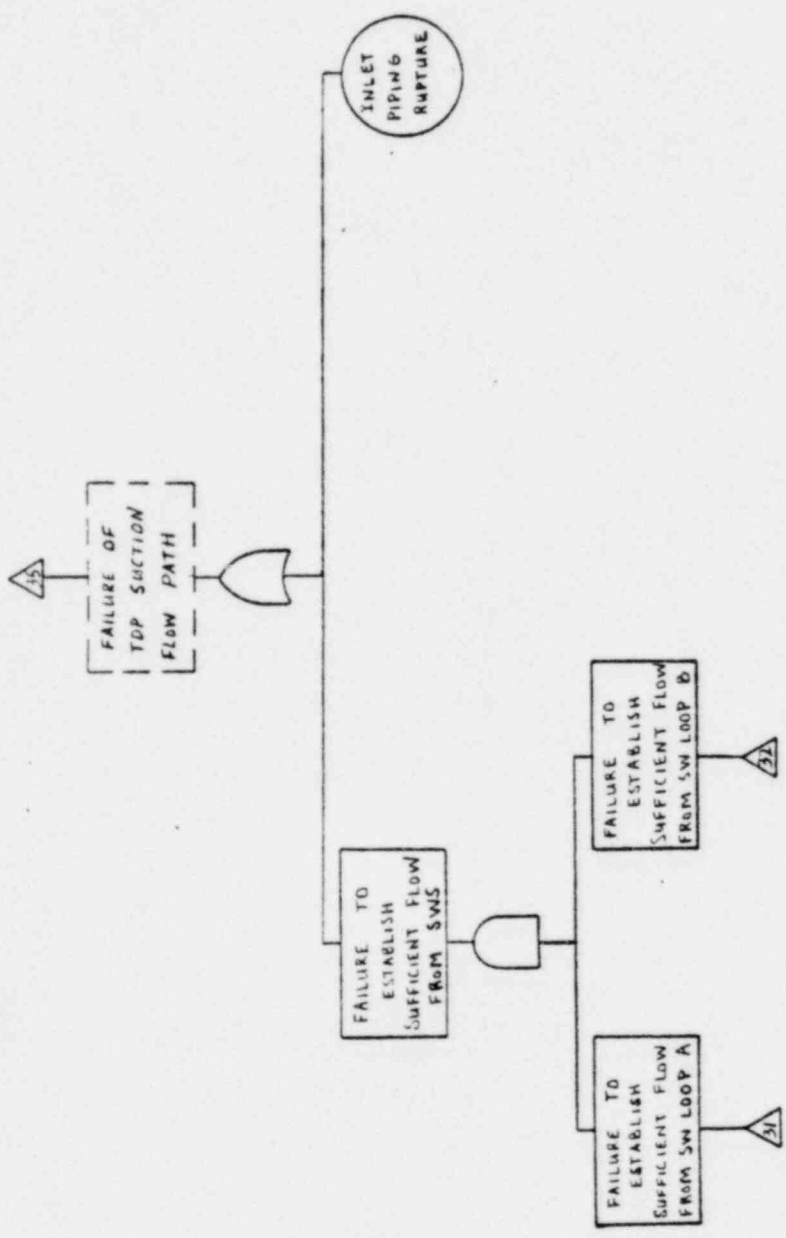 35
FAILURE OF
TDP SUCTION
FLOW PATH
FAILURE TO
ESTABLISH
SUFFICIENT FLOW
FROM SWS
INLET
PIPING
RUPTURE
FAILURE TO
ESTABLISH
SUFFICIENT FLOW
FROM SW LOOP A
FAILURE TO
ESTABLISH
SUFFICIENT FLOW
FROM SW LOOP B
31
32